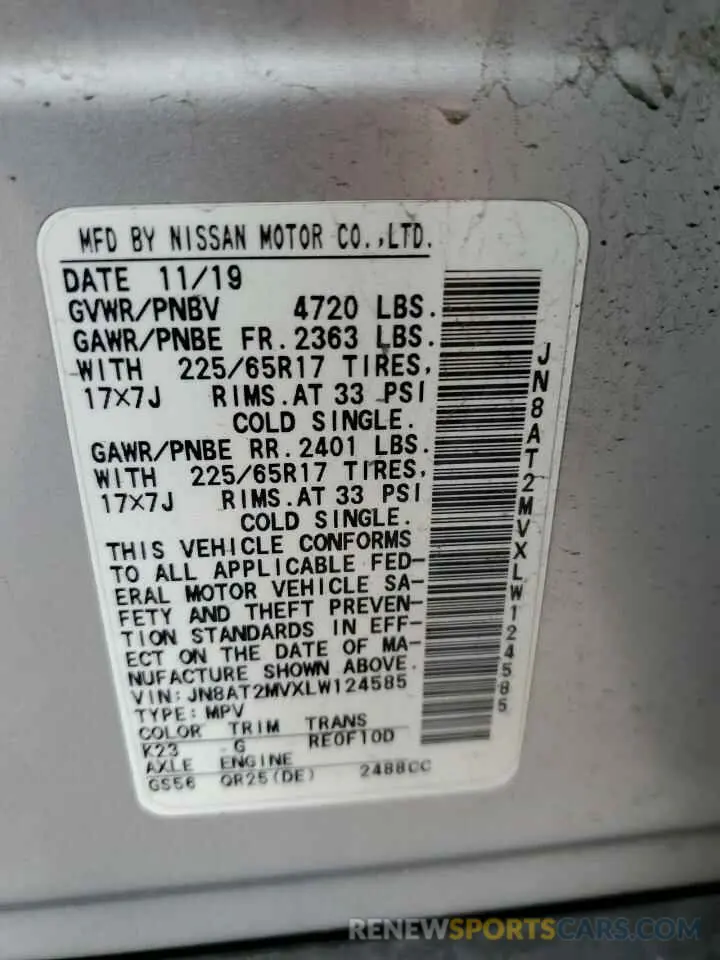 MFD BY NISSAN MOTOR CO.,LTD.
DATE 11/19
GVWR/PNBV 4720 LBS.
GAWR/PNBE FR. 2363 LBS.
WITH 225/65R17 TIRES,
17×7J RIMS.AT 33 PSI
COLD SINGLE.
GAWR/PNBE RR. 2401 LBS.
WITH 225/65R17 TIRES,
17×7J RIMS.AT 33 PSI
COLD SINGLE.
THIS VEHICLE CONFORMS
TO ALL APPLICABLE FED-
ERAL MOTOR VEHICLE SA-
FETY AND THEFT PREVEN-
TION STANDARDS IN EFF-
ECT ON THE DATE OF MA-
NUFACTURE SHOWN ABOVE.
VIN:JN8AT2MVXLW124585
TYPE:MPV
COLOR TRIM TRANS
K23 G RE0F10D
AXLE ENGINE
GS56 QR25(DE) 2488CC
JN8AT2MVXLW124585
RENEWSPORTSCARS.COM